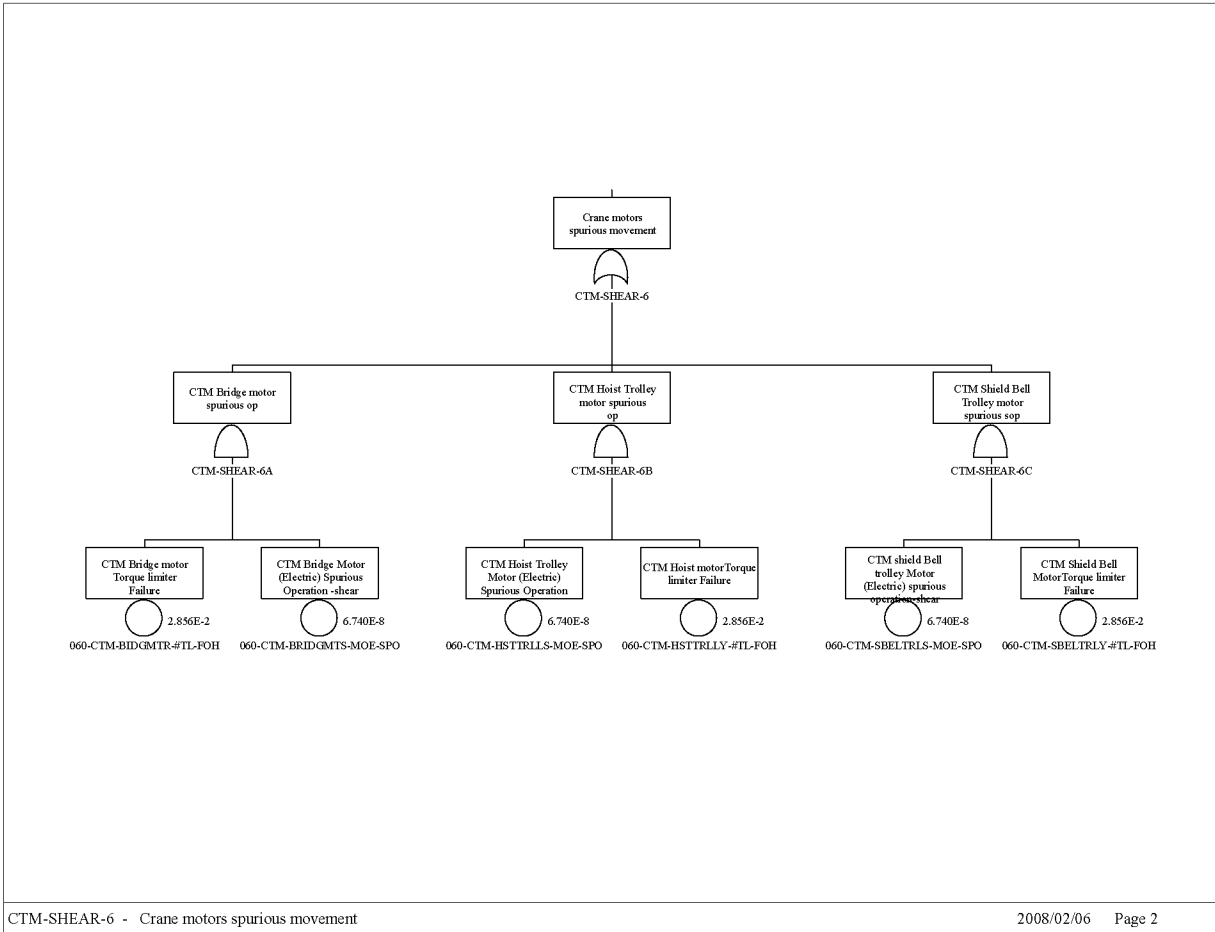 Crane motors
spurious movement
CTM-SHEAR-6
CTM Bridge motor
spurious op
CTM-SHEAR-6A
CTM Hoist Trolley
motor spurious
op
CTM-SHEAR-6B
CTM Shield Bell
Trolley motor
spurious sop
CTM-SHEAR-6C
CTM Bridge motor
Torque limiter
Failure
2.856E-2
060-CTM-BIDGMTR-#TL-FOH
CTM Bridge Motor
(Electric) Spurious
Operation -shear
6.740E-8
060-CTM-BRIDGMTS-MOE-SPO
CTM Hoist Trolley
Motor (Electric)
Spurious Operation
6.740E-8
060-CTM-HSTTRLLS-MOE-SPO
CTM Hoist motorTorque
limiter Failure
2.856E-2
060-CTM-HSTTRLLY-#TL-FOH
CTM shield Bell
trolley Motor
(Electric) spurious
operation-shear
6.740E-8
060-CTM-SBELTRLS-MOE-SPO
CTM Shield Bell
MotorTorque limiter
Failure
2.856E-2
060-CTM-SBELTRLY-#TL-FOH
CTM-SHEAR-6 - Crane motors spurious movement
2008/02/06 Page 2